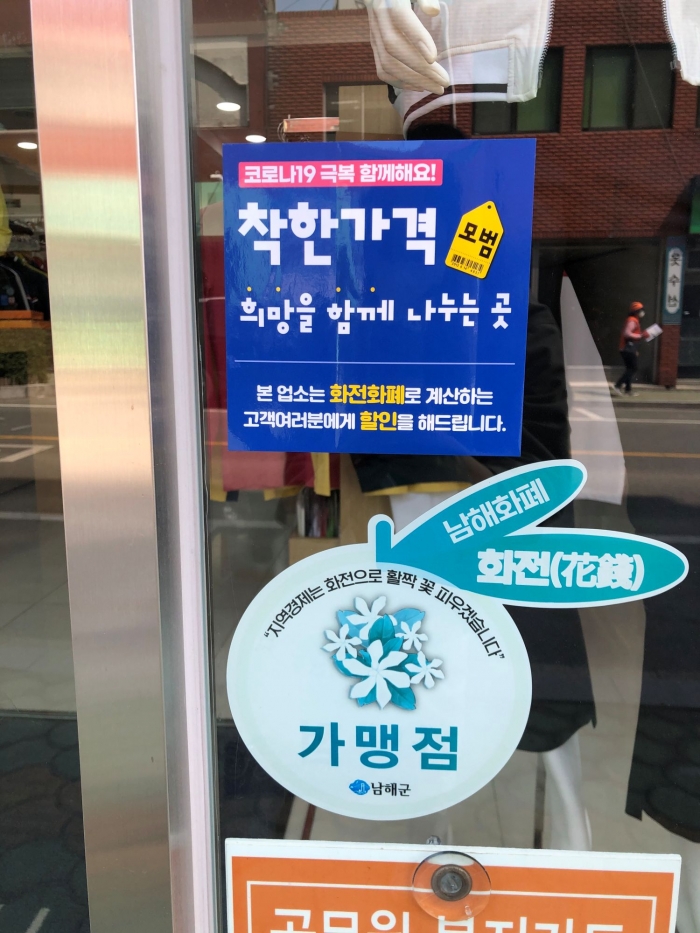 코로나19 극복 함께해요!
착한가격
모범
희망을 함께 나누는 곳
본 업소는 화전화폐로 계산하는
고객여러분에게 할인을 해드립니다.
남해화폐
화전(花錢)
"지역경제는 화전으로 활짝 꽃 피우겠습니다"
가맹점
남해군